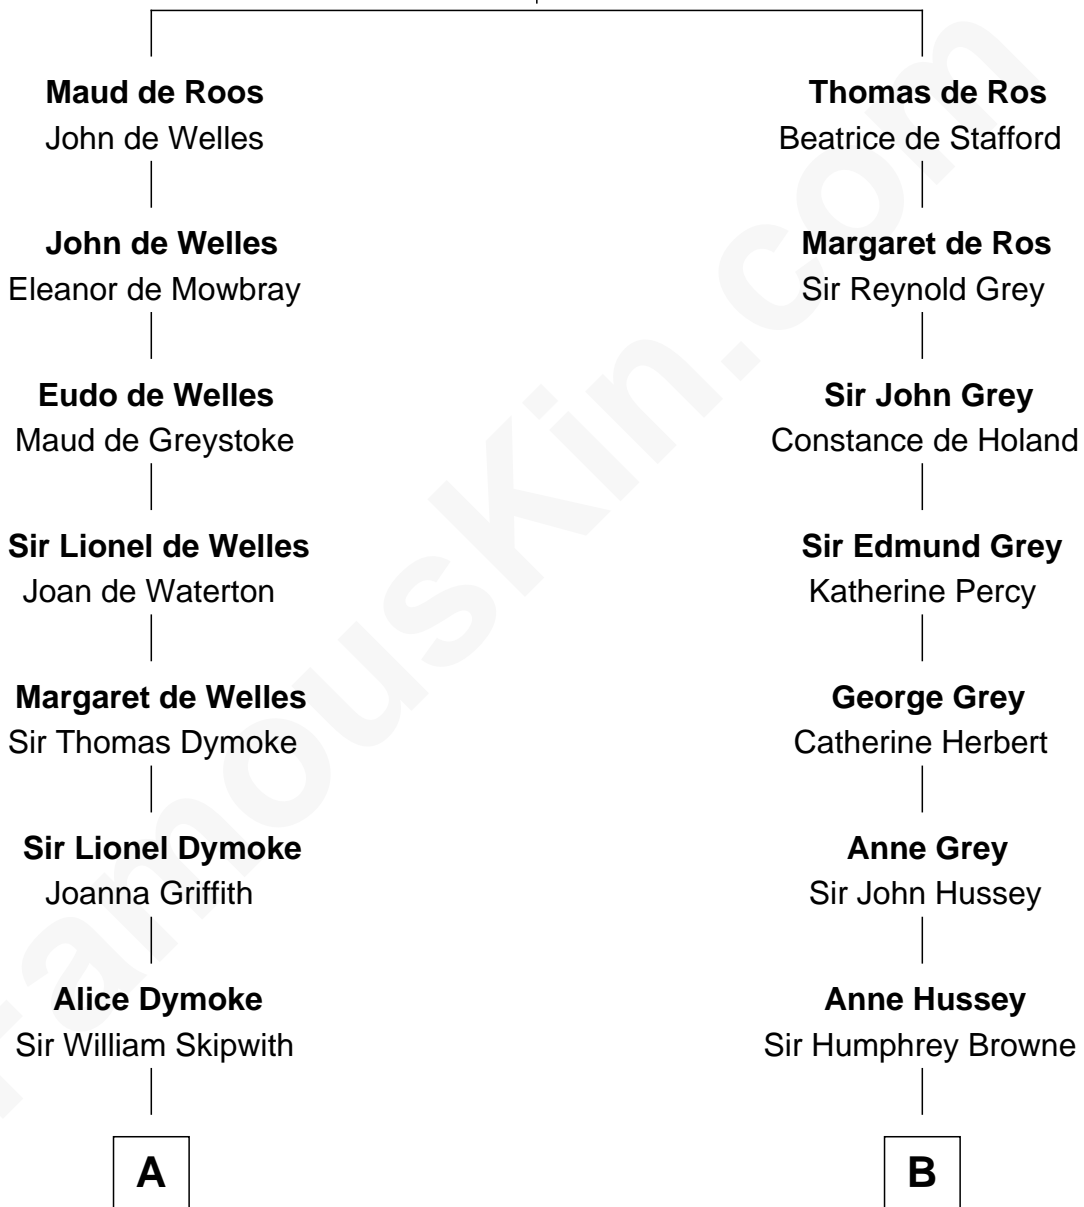 Maud de Roos
John de Welles
Thomas de Ros
Beatrice de Stafford
John de Welles
Eleanor de Mowbray
Margaret de Ros
Sir Reynold Grey
Eudo de Welles
Maud de Greystoke
Sir John Grey
Constance de Holand
Sir Lionel de Welles
Joan de Waterton
Sir Edmund Grey
Katherine Percy
Margaret de Welles
Sir Thomas Dymoke
George Grey
Catherine Herbert
Sir Lionel Dymoke
Joanna Griffith
Anne Grey
Sir John Hussey
Alice Dymoke
Sir William Skipwith
Anne Hussey
Sir Humphrey Browne
A
B
FamousKin.com